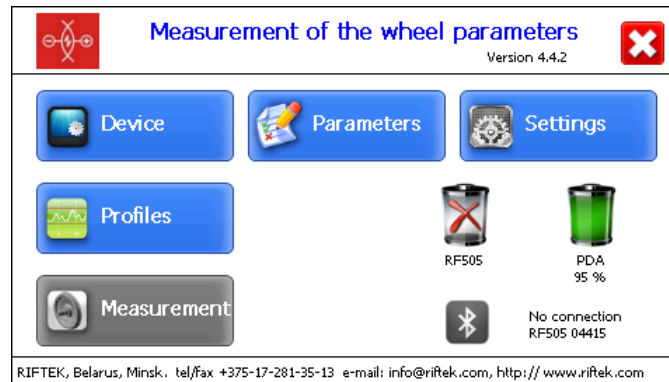 Measurement of the wheel parameters
Version 4.4.2
Device
Parameters
Settings
Profiles
RF505
PDA
95 %
Measurement
No connection
RF505 04415
RIFTEK, Belarus, Minsk. tel/fax +375-17-281-35-13 e-mail: info@riftek.com, http:// www.riftek.com